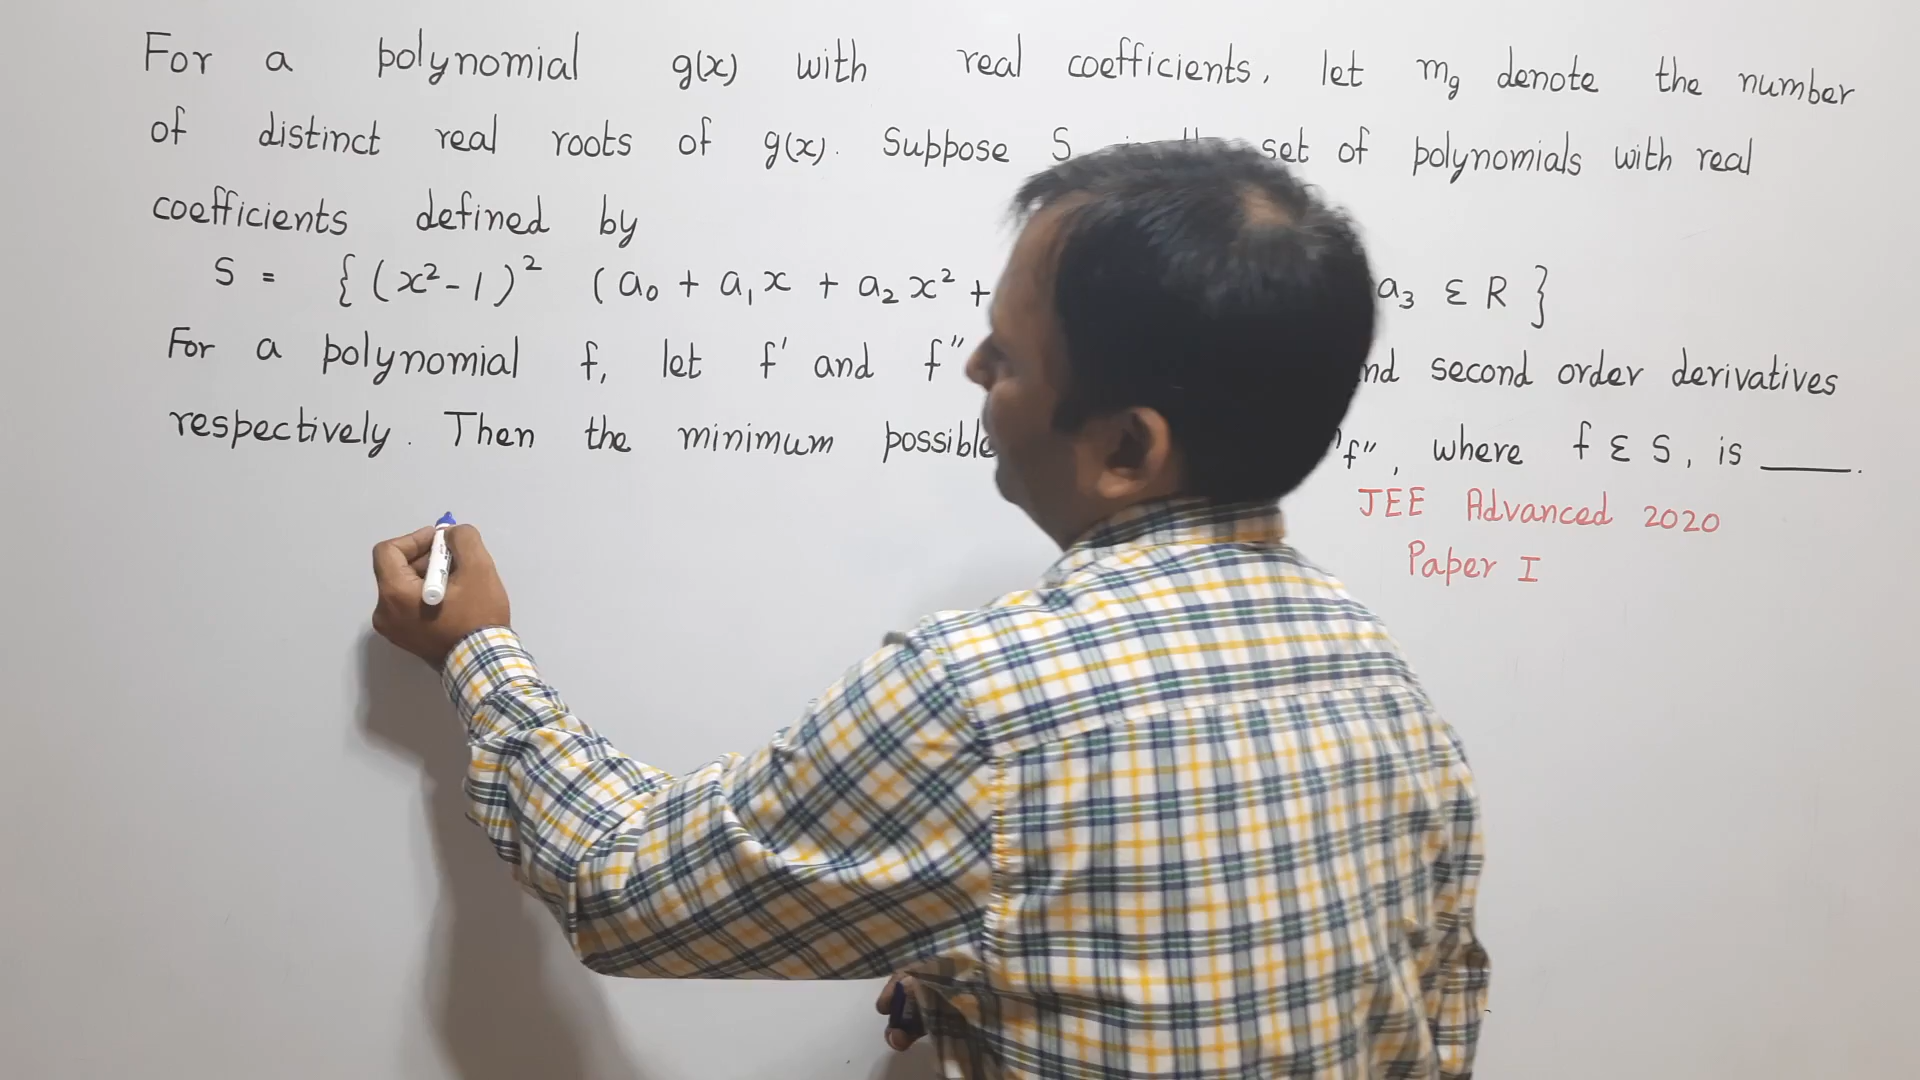 For a polynomial g(x) with real coefficients, let m_g denote the number
of distinct real roots of g(x). Suppose S set of polynomials with real
coefficients defined by
S = { (x² - 1)² (a₀ + a₁x + a₂x² + a₃ ∈ R }
For a polynomial f, let f' and f" second order derivatives
respectively. Then the minimum possible f", where f ∈ S, is ____.
JEE Advanced 2020
Paper I